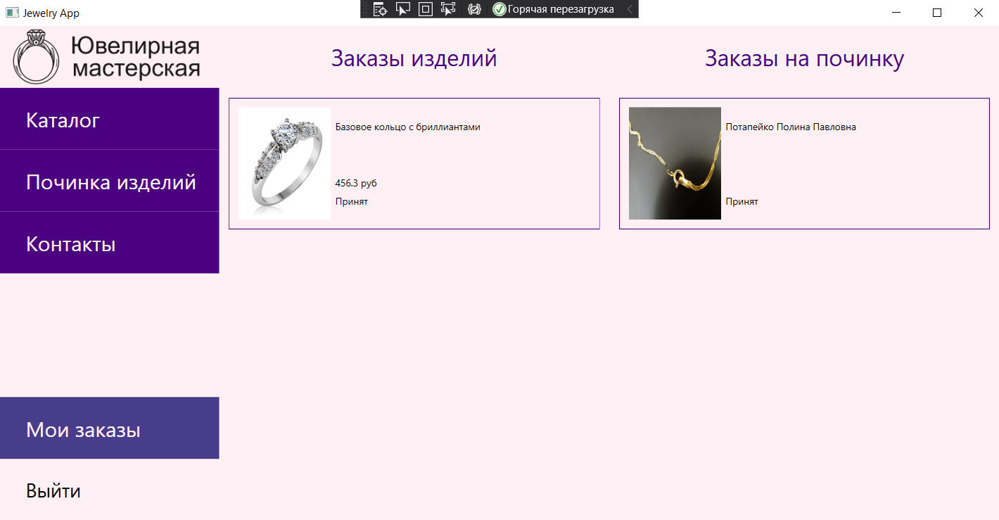 Jewelry App
Горячая перезагрузка
Ювелирная
мастерская
Каталог
Починка изделий
Контакты
Мои заказы
Выйти
Заказы изделий
Базовое кольцо с бриллиантами
456.3 руб
Принят
Заказы на починку
Потапейко Полина Павловна
Принят